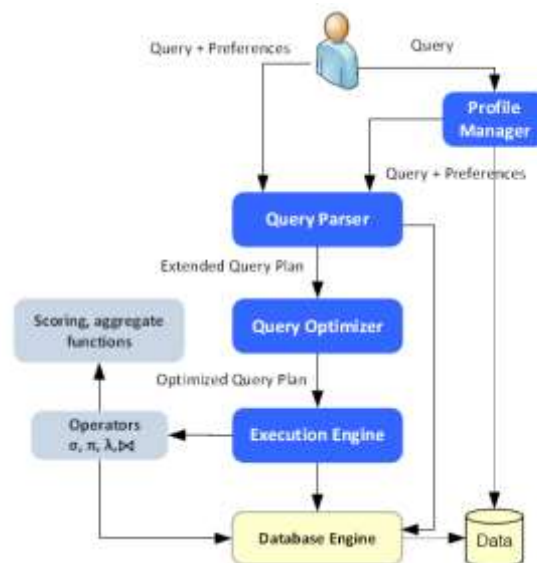 Query + Preferences
Query
Profile
Manager
Query + Preferences
Query Parser
Extended Query Plan
Scoring, aggregate
functions
Query Optimizer
Optimized Query Plan
Operators
σ, π, λ,⋈
Execution Engine
Database Engine
Data